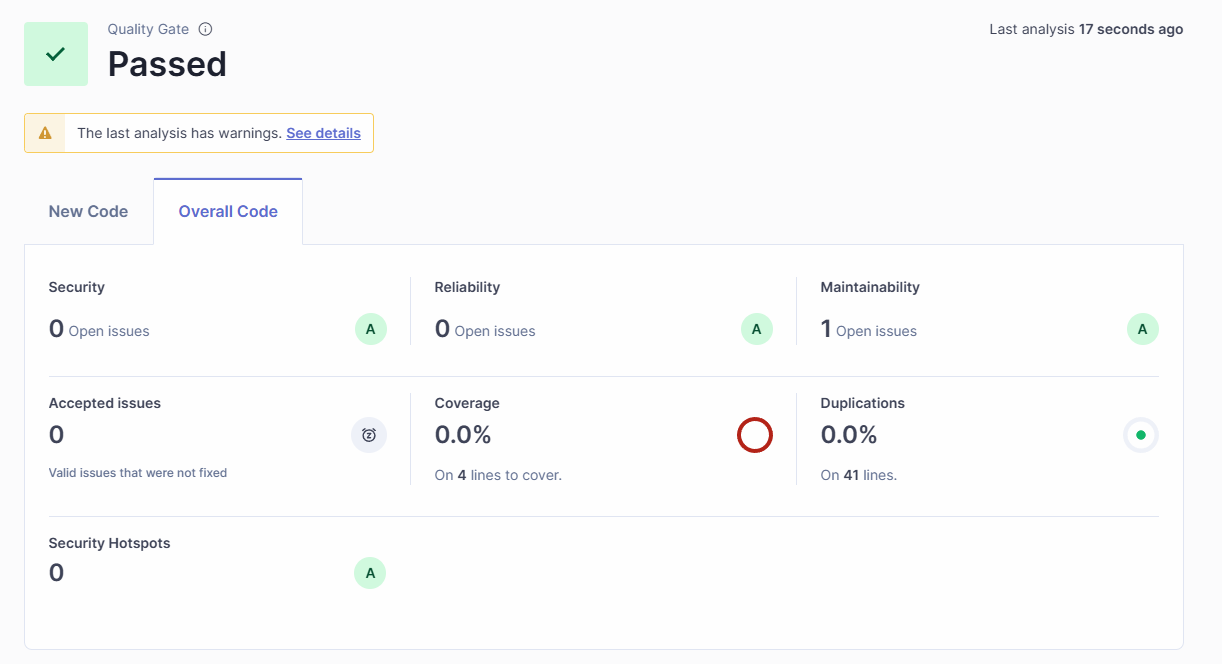 Quality Gate
Passed
Last analysis 17 seconds ago
The last analysis has warnings. See details
New Code
Overall Code
Security
0 Open issues
A
Reliability
0 Open issues
A
Maintainability
1 Open issues
A
Accepted issues
0
Valid issues that were not fixed
Coverage
0.0%
On 4 lines to cover.
Duplications
0.0%
On 41 lines.
Security Hotspots
0
A